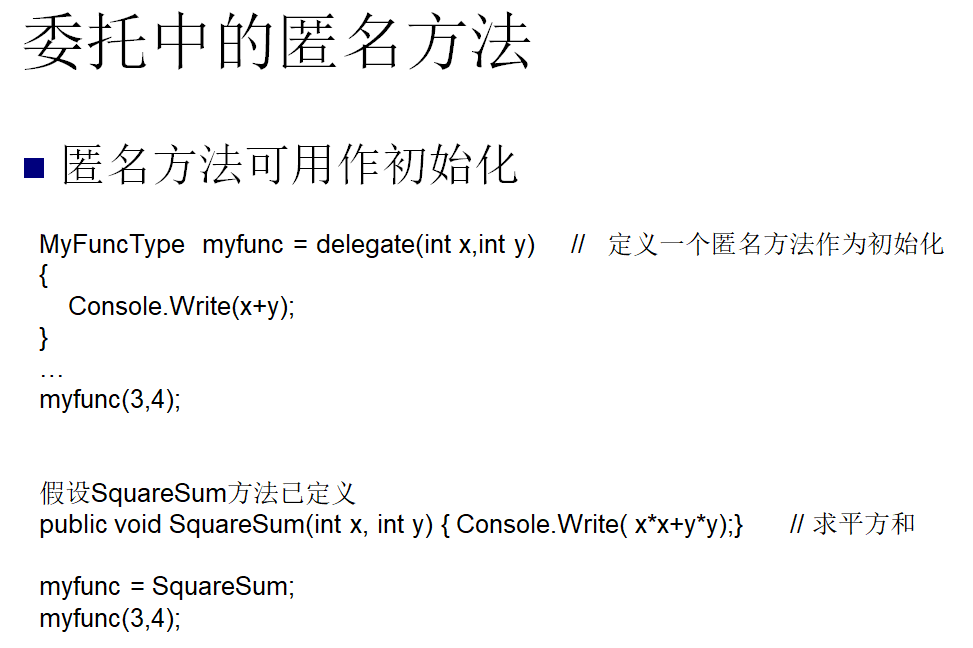 委托中的匿名方法
■ 匿名方法可用作初始化
MyFuncType myfunc = delegate(int x,int y) // 定义一个匿名方法作为初始化
{
Console.Write(x+y);
}
…
myfunc(3,4);
假设SquareSum方法已定义
public void SquareSum(int x, int y) { Console.Write( x*x+y*y);} // 求平方和
myfunc = SquareSum;
myfunc(3,4);